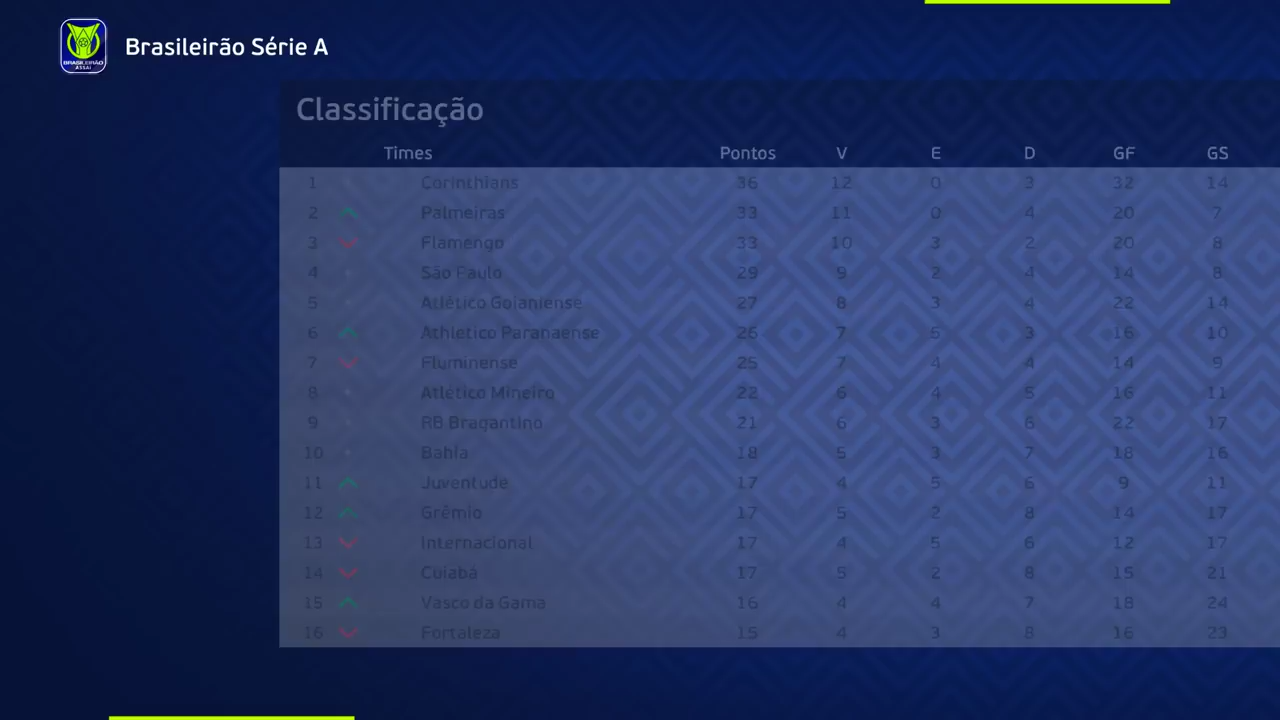 BRASILEIRÃO
ASSAÍ
Brasileirão Série A
Classificação
Times Pontos V E D GF GS
1 Corinthians 36 12 0 3 32 14
2 Palmeiras 33 11 0 4 20 7
3 Flamengo 33 10 3 2 20 8
4 São Paulo 29 9 2 4 14 8
5 Atlético Goianiense 27 8 3 4 22 14
6 Athletico Paranaense 26 7 5 3 16 10
7 Fluminense 25 7 4 4 14 9
8 Atlético Mineiro 22 6 4 5 16 11
9 RB Bragantino 21 6 3 6 22 17
10 Bahia 18 5 3 7 18 16
11 Juventude 17 4 5 6 9 11
12 Grêmio 17 5 2 8 14 17
13 Internacional 17 4 5 6 12 17
14 Cuiabá 17 5 2 8 15 21
15 Vasco da Gama 16 4 4 7 18 24
16 Fortaleza 15 4 3 8 16 23